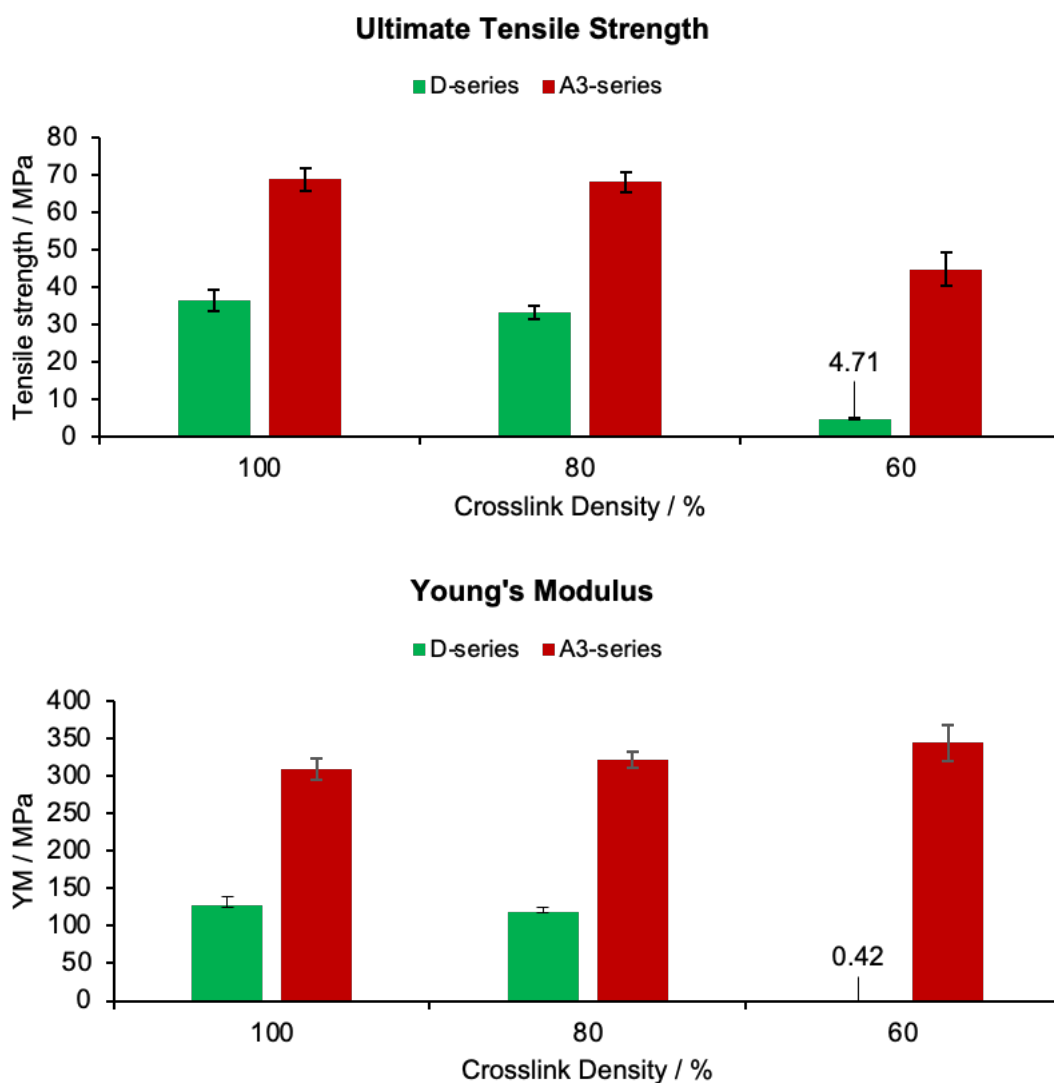 Ultimate Tensile Strength
D-series A3-series
Tensile strength / MPa
80
70
60
50
40
30
20
10
0
4.71
100 80 60
Crosslink Density / %
Young's Modulus
D-series A3-series
YM / MPa
400
350
300
250
200
150
100
50
0
0.42
100 80 60
Crosslink Density / %